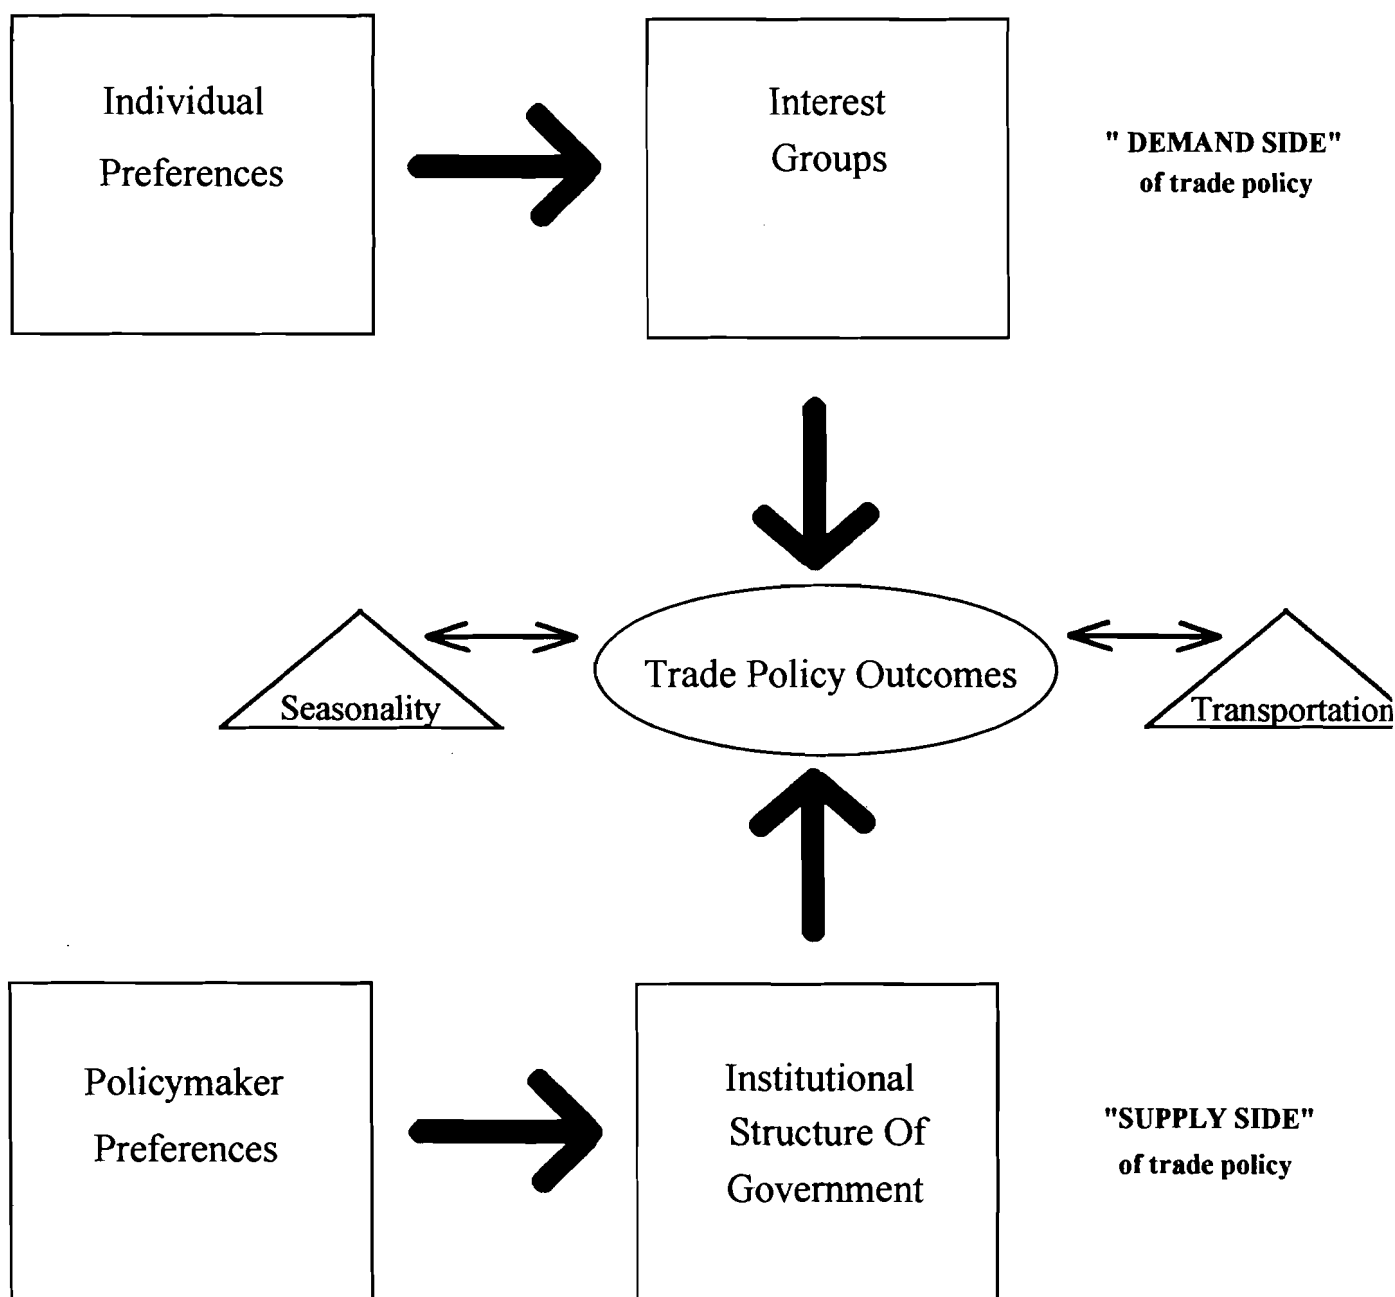 Individual
Preferences
Interest
Groups
" DEMAND SIDE"
of trade policy
Seasonality
Trade Policy Outcomes
Transportation
Policymaker
Preferences
Institutional
Structure Of
Government
"SUPPLY SIDE"
of trade policy